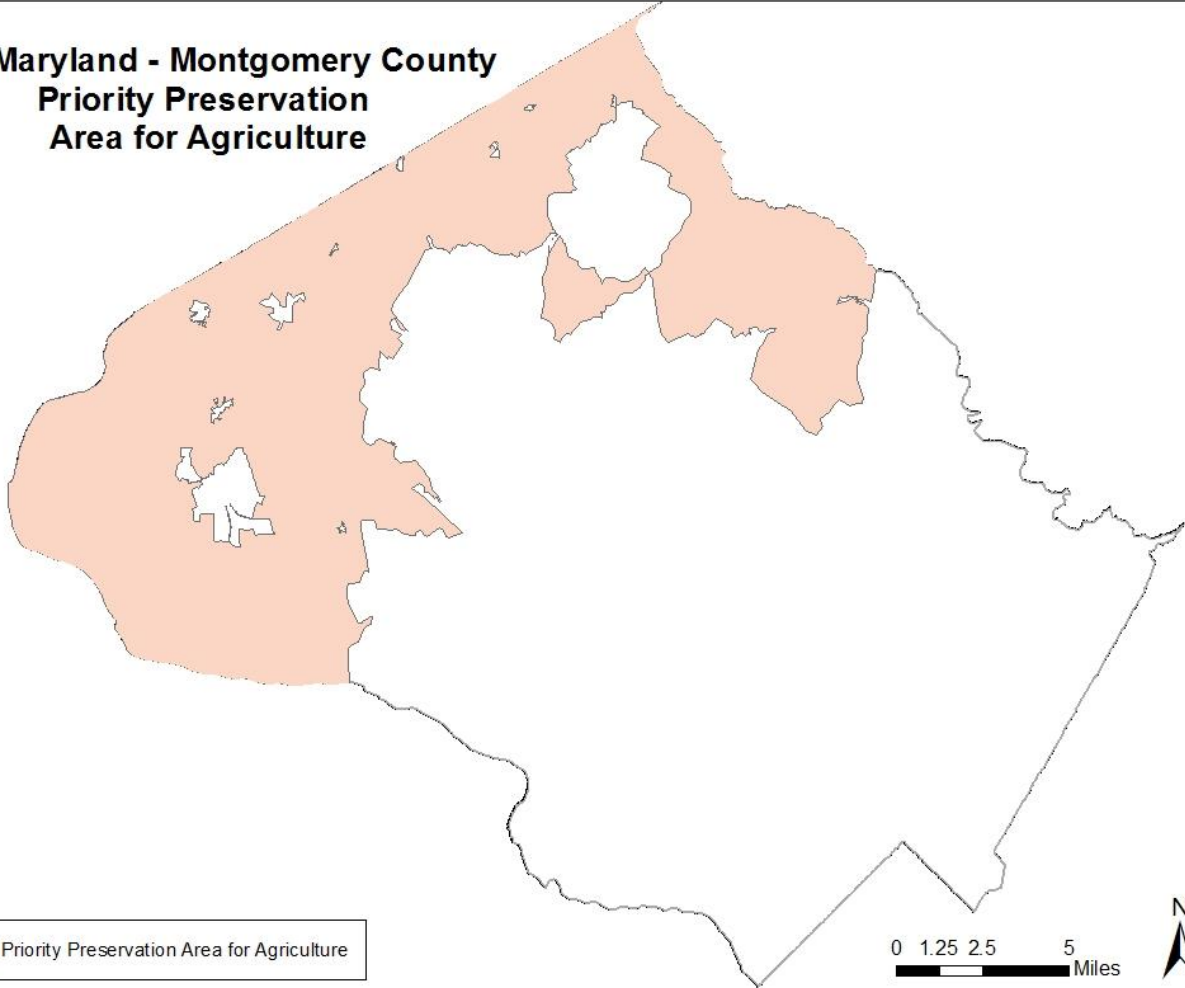 Maryland - Montgomery County
Priority Preservation
Area for Agriculture
Priority Preservation Area for Agriculture
0 1.25 2.5 5
Miles
N